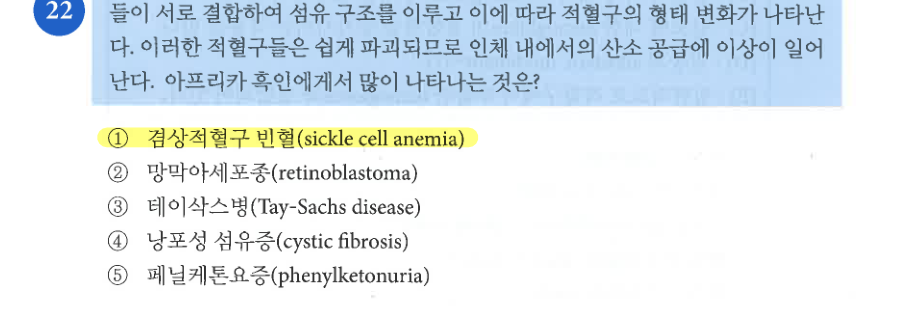 22
들이 서로 결합하여 섬유 구조를 이루고 이에 따라 적혈구의 형태 변화가 나타난
다. 이러한 적혈구들은 쉽게 파괴되므로 인체 내에서의 산소 공급에 이상이 일어
난다. 아프리카 흑인에게서 많이 나타나는 것은?
① 겸상적혈구 빈혈(sickle cell anemia)
② 망막아세포종(retinoblastoma)
③ 테이삭스병(Tay-Sachs disease)
④ 낭포성 섬유증(cystic fibrosis)
⑤ 페닐케톤요증(phenylketonuria)